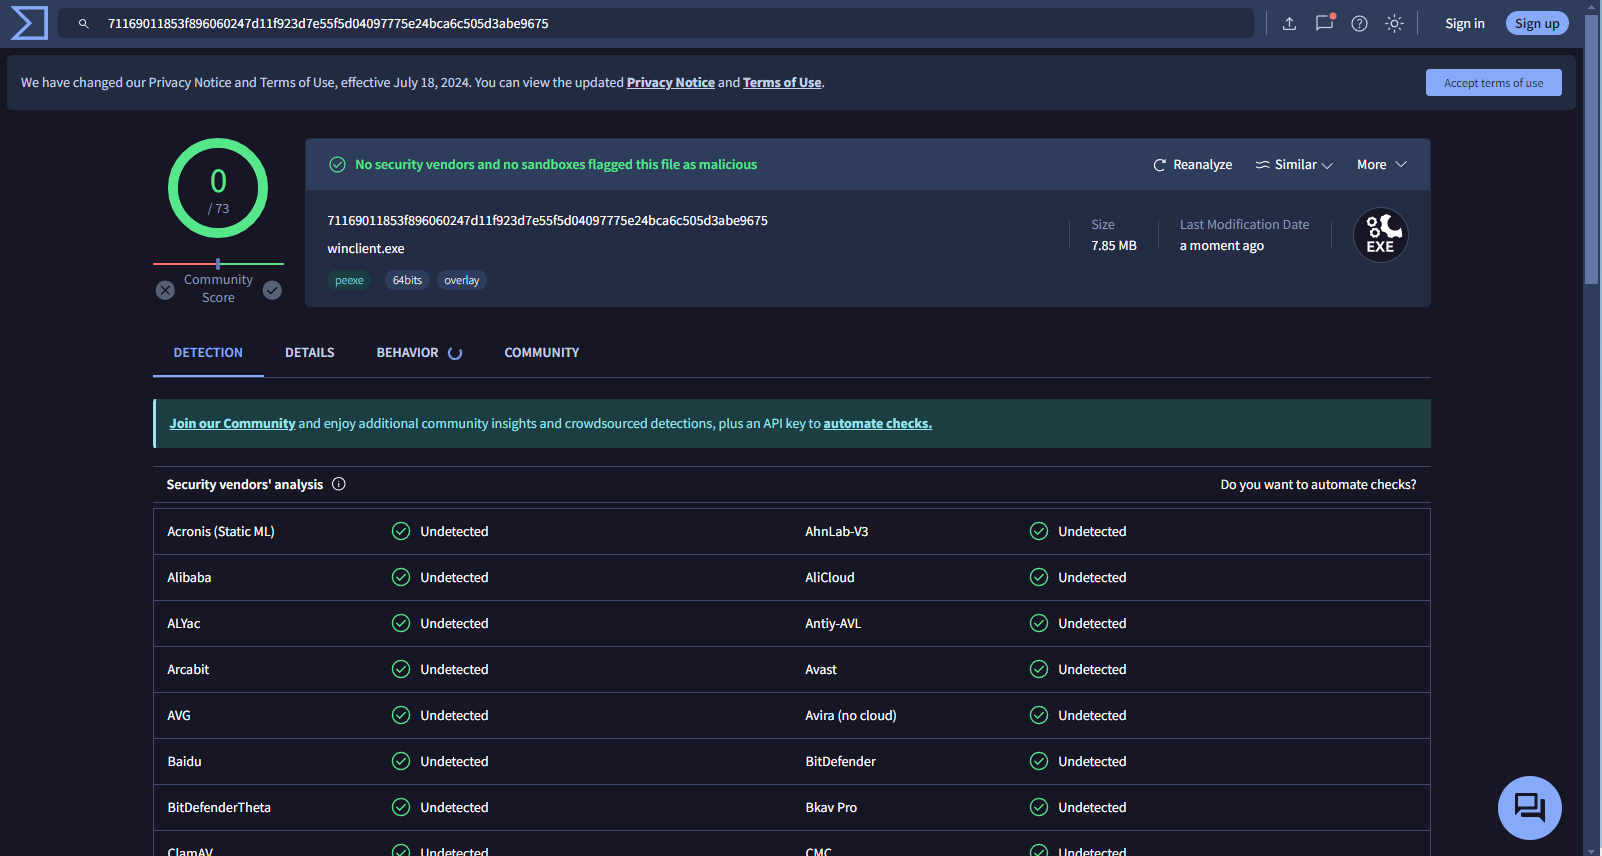 71169011853f896060247d11f923d7e55f5d04097775e24bca6c505d3abe9675
Sign in
Sign up
We have changed our Privacy Notice and Terms of Use, effective July 18, 2024. You can view the updated Privacy Notice and Terms of Use.
Accept terms of use
0
/ 73
Community
Score
No security vendors and no sandboxes flagged this file as malicious
Reanalyze
Similar
More
71169011853f896060247d11f923d7e55f5d04097775e24bca6c505d3abe9675
winclient.exe
peexe
64bits
overlay
Size
7.85 MB
Last Modification Date
a moment ago
EXE
DETECTION
DETAILS
BEHAVIOR
COMMUNITY
Join our Community and enjoy additional community insights and crowdsourced detections, plus an API key to automate checks.
Security vendors' analysis
Do you want to automate checks?
Acronis (Static ML) Undetected AhnLab-V3 Undetected
Alibaba Undetected AliCloud Undetected
ALYac Undetected Antiy-AVL Undetected
Arcabit Undetected Avast Undetected
AVG Undetected Avira (no cloud) Undetected
Baidu Undetected BitDefender Undetected
BitDefenderTheta Undetected Bkav Pro Undetected
ClamAV Undetected CMC Undetected